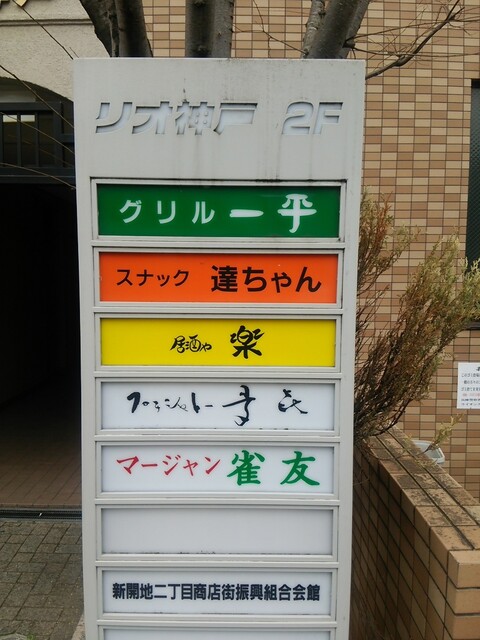 リオ神戸 2F
グリル 一平
スナック 達ちゃん
居酒や 楽
マージャン 雀友
新開地二丁目商店街振興組合会館